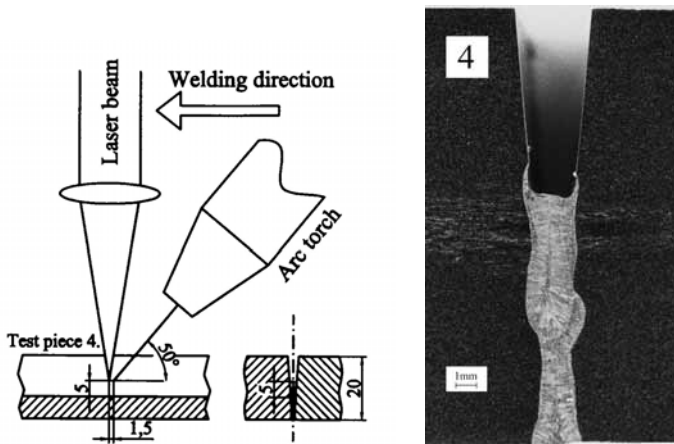 Welding direction
Laser beam
Arc torch
Test piece 4.
50°
5
1,5
5
20
4
1mm